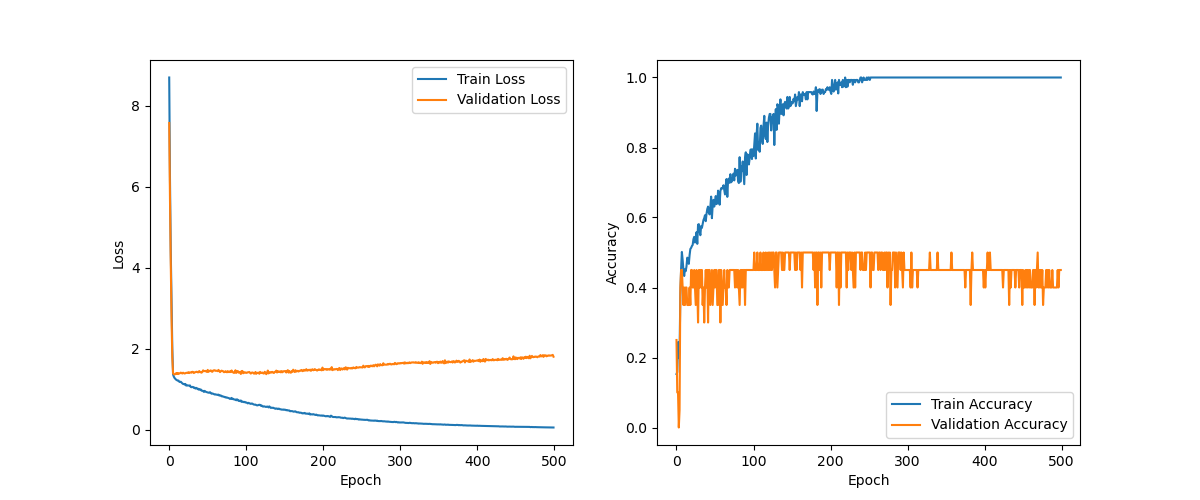 Train Loss
Validation Loss
8
6
4
2
0
Loss
0 100 200 300 400 500
Epoch
1.0
0.8
0.6
0.4
0.2
0.0
Accuracy
Train Accuracy
Validation Accuracy
0 100 200 300 400 500
Epoch